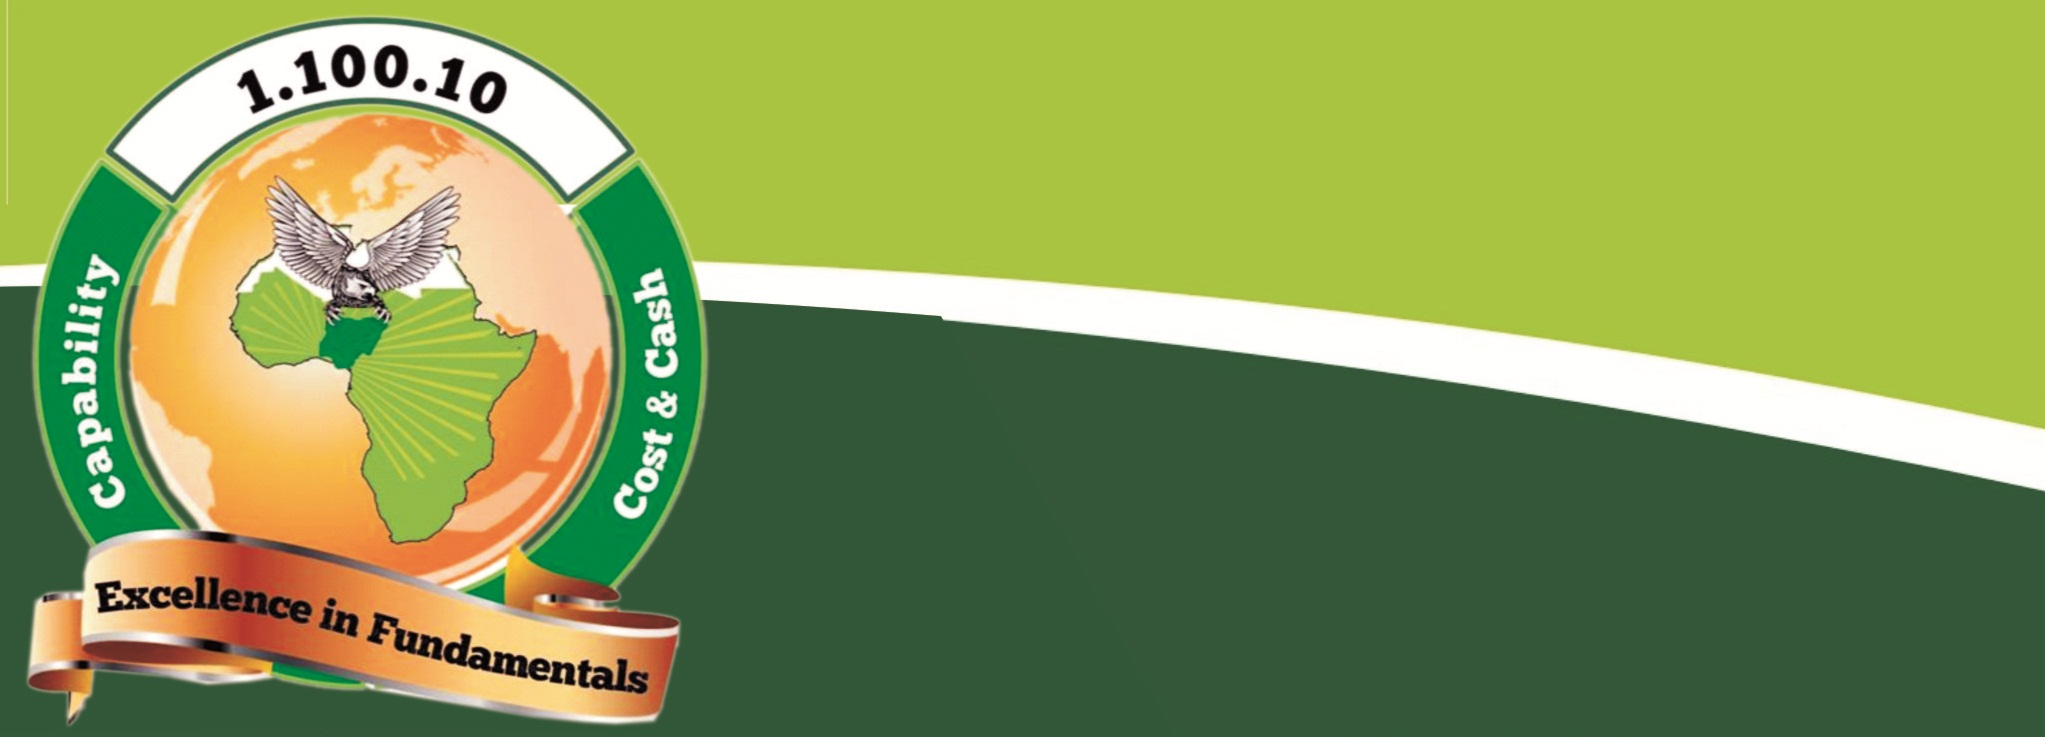 1.100.10
Capability
Cost & Cash
Excellence in Fundamentals